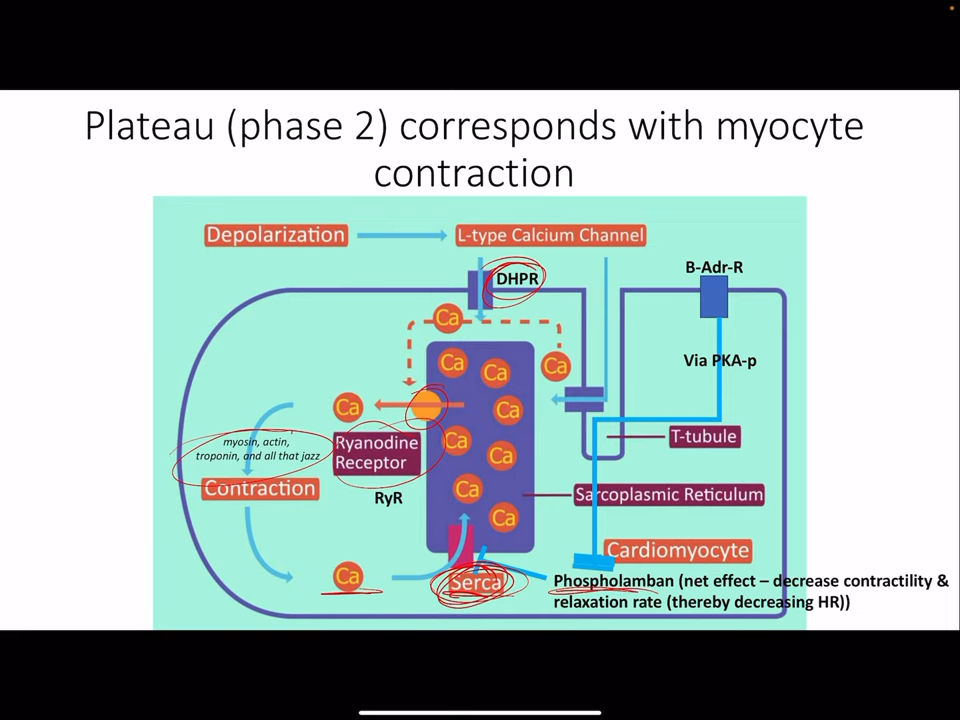 Plateau (phase 2) corresponds with myocyte
contraction
Depolarization
L-type Calcium Channel
DHPR
B-Adr-R
Ca
Ca
Ca
Ca
Ca
Via PKA-p
Ca
Ca
myosin, actin,
troponin, and all that jazz
Ryanodine
Receptor
Ca
Ca
T-tubule
Contraction
RyR
Ca
Sarcoplasmic Reticulum
Ca
Cardiomyocyte
Ca
Serca
Phospholamban (net effect – decrease contractility &
relaxation rate (thereby decreasing HR))